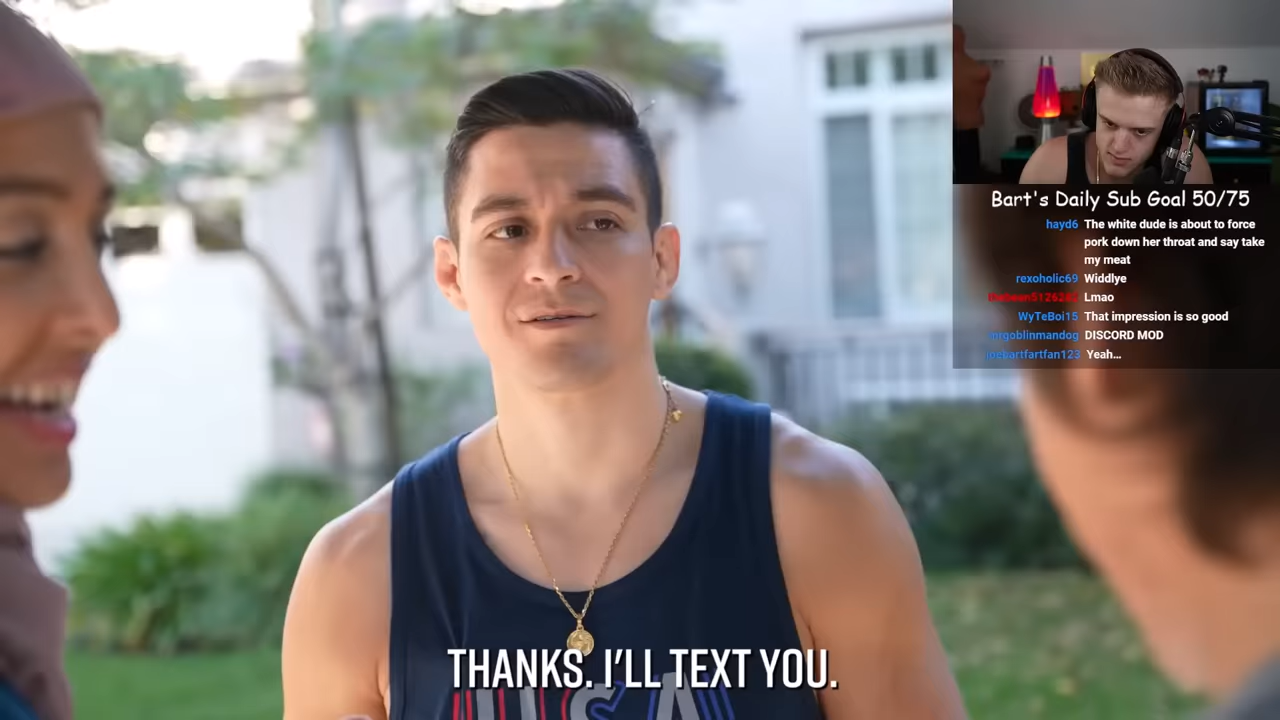 Bart's Daily Sub Goal 50/75
hayd6 The white dude is about to force
pork down her throat and say take
my meat
rexoholic69 Widdlye
Lmao
WyTeBoi15 That impression is so good
DISCORD MOD
Yeah...
THANKS. I'LL TEXT YOU.
USA